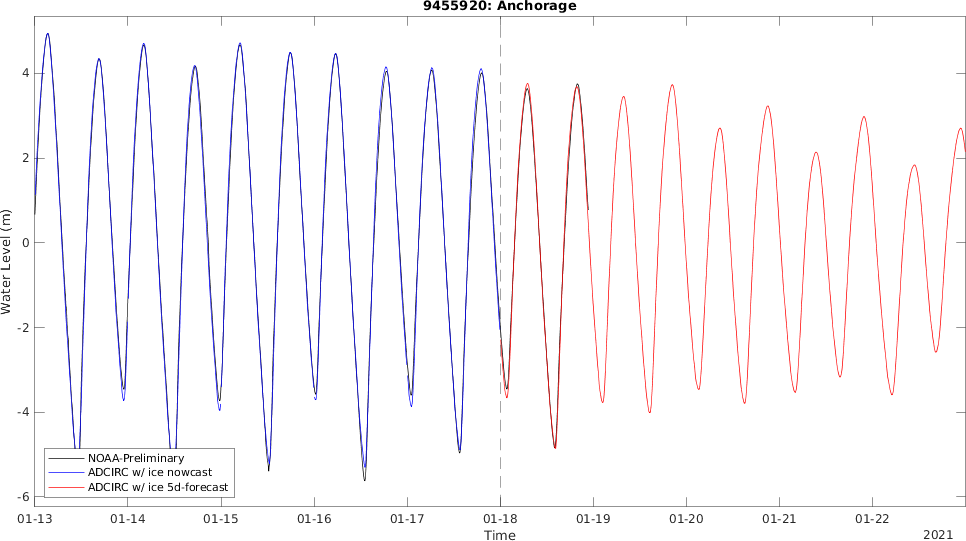 9455920: Anchorage
Water Level (m)
4
2
0
-2
-4
-6
NOAA-Preliminary
ADCIRC w/ ice nowcast
ADCIRC w/ ice 5d-forecast
01-13 01-14 01-15 01-16 01-17 01-18 01-19 01-20 01-21 01-22
Time
2021